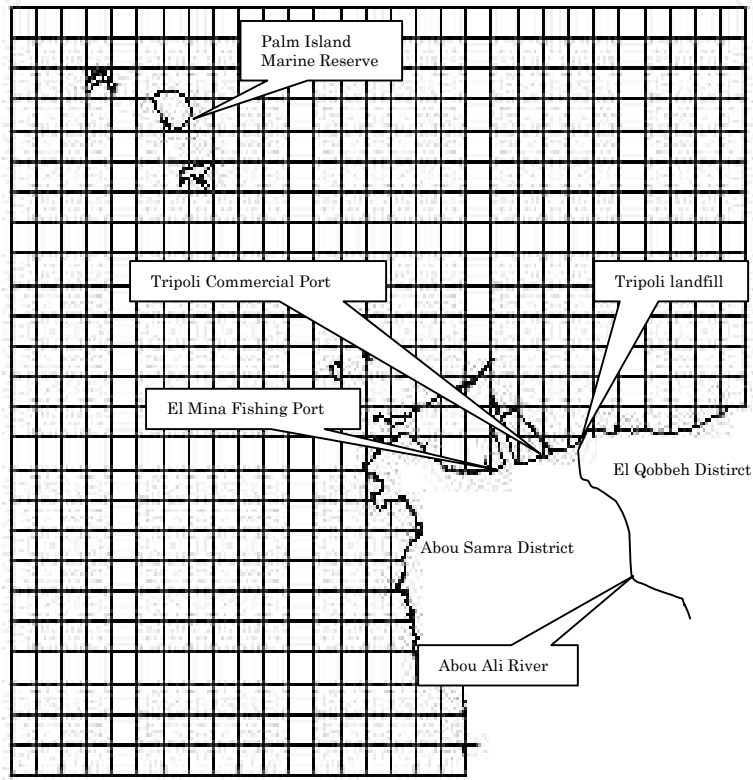 Palm Island
Marine Reserve
Tripoli Commercial Port
Tripoli landfill
El Mina Fishing Port
El Qobbeh Distirct
Abou Samra District
Abou Ali River